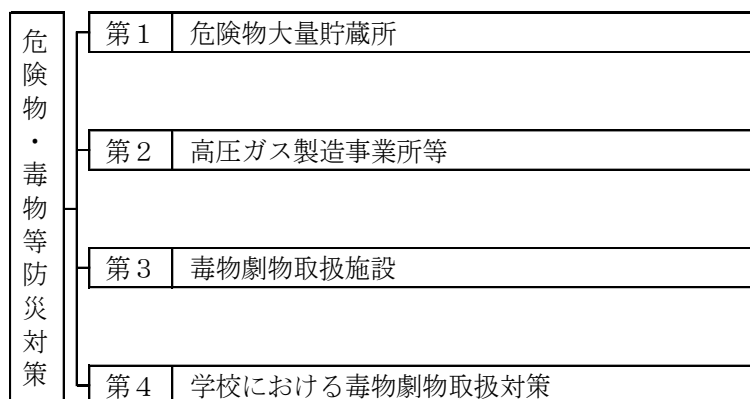 危険物・毒物等防災対策
第１ 危険物大量貯蔵所
第２ 高圧ガス製造事業所等
第３ 毒物劇物取扱施設
第４ 学校における毒物劇物取扱対策